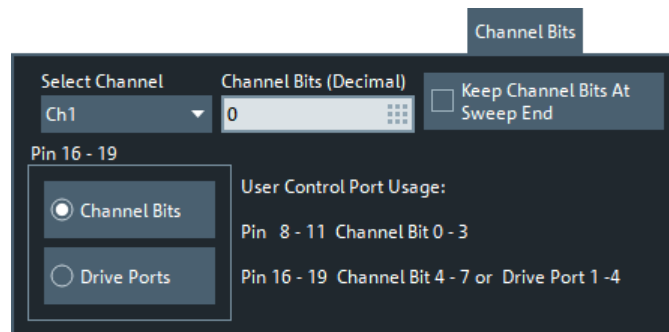 Channel Bits
Select Channel
Channel Bits (Decimal)
Keep Channel Bits At
Sweep End
Ch1
0
Pin 16 - 19
Channel Bits
Drive Ports
User Control Port Usage:
Pin 8 - 11 Channel Bit 0 - 3
Pin 16 - 19 Channel Bit 4 - 7 or Drive Port 1 -4